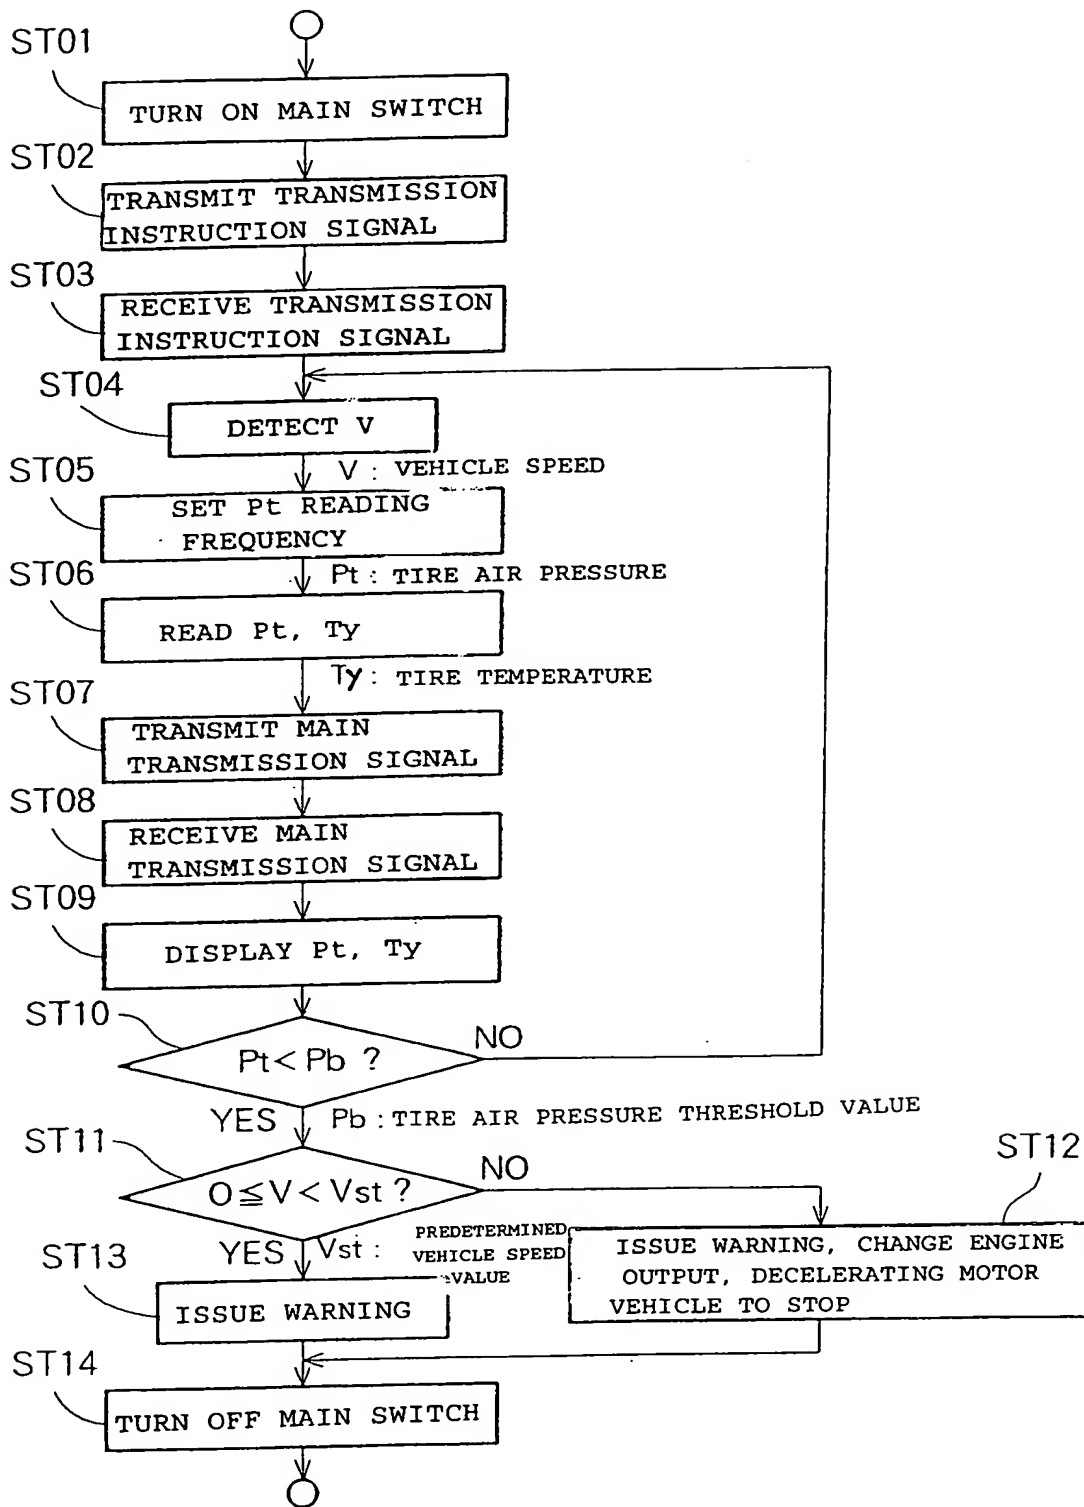 ST01
TURN ON MAIN SWITCH
ST02
TRANSMIT TRANSMISSION
INSTRUCTION SIGNAL
ST03
RECEIVE TRANSMISSION
INSTRUCTION SIGNAL
ST04
DETECT V
V : VEHICLE SPEED
ST05
SET Pt READING
FREQUENCY
Pt : TIRE AIR PRESSURE
ST06
READ Pt, Ty
Ty : TIRE TEMPERATURE
ST07
TRANSMIT MAIN
TRANSMISSION SIGNAL
ST08
RECEIVE MAIN
TRANSMISSION SIGNAL
ST09
DISPLAY Pt, Ty
ST10
Pt < Pb ?
NO
YES
Pb : TIRE AIR PRESSURE THRESHOLD VALUE
ST11
O ≦ V < Vst ?
NO
ST12
ISSUE WARNING, CHANGE ENGINE
OUTPUT, DECELERATING MOTOR
VEHICLE TO STOP
YES
Vst :
PREDETERMINED
VEHICLE SPEED
VALUE
ST13
ISSUE WARNING
ST14
TURN OFF MAIN SWITCH